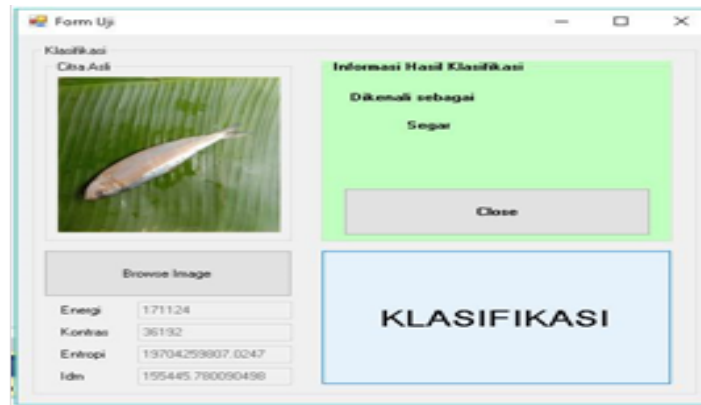 Form Uji
Klasifikasi
Citra Asli
Informasi Hasil Klasifikasi
Dikenali sebagai
Segar
Close
Browse Image
KLASIFIKASI
Energi 171124
Kontras 36192
Entropi 19704259807.0247
Idm 155445.780090498